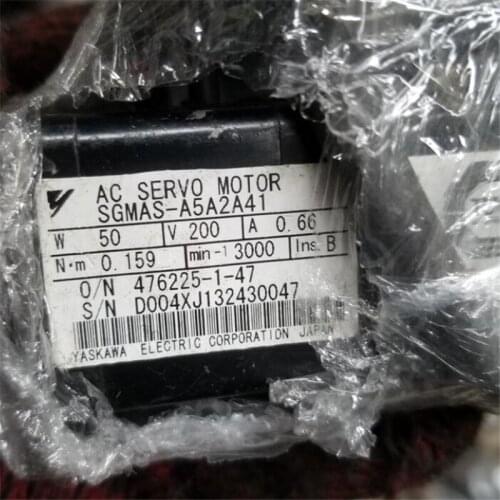 AC SERVO MOTOR
SGMAS-A5A2A41
W 50 V 200 A 0.66
N·m 0.159 min-1 3000 Ins. B
O/N 476225-1-47
S/N D004XJ132430047
YASKAWA ELECTRIC CORPORATION JAPAN